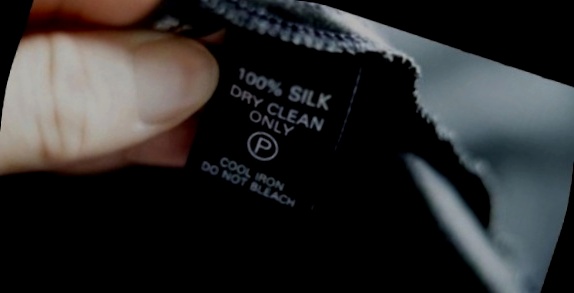 100% SILK
DRY CLEAN
ONLY
P
COOL IRON
DO NOT BLEACH